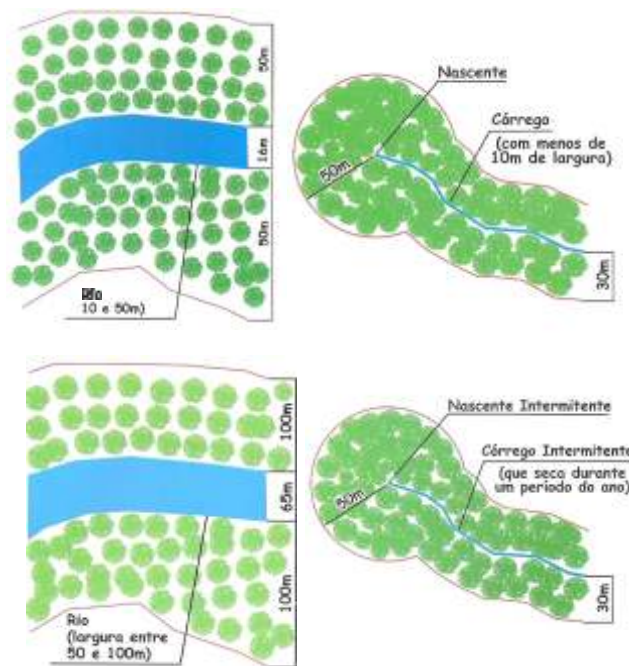 50m
16m
50m
Rio
10 e 50m)
Nascente
Córrego
(com menos de
10m de largura)
50m
30m
100m
65m
100m
Rio
(largura entre
50 e 100m)
Nascente Intermitente
Córrego Intermitente
(que seca durante
um período do ano)
50m
30m